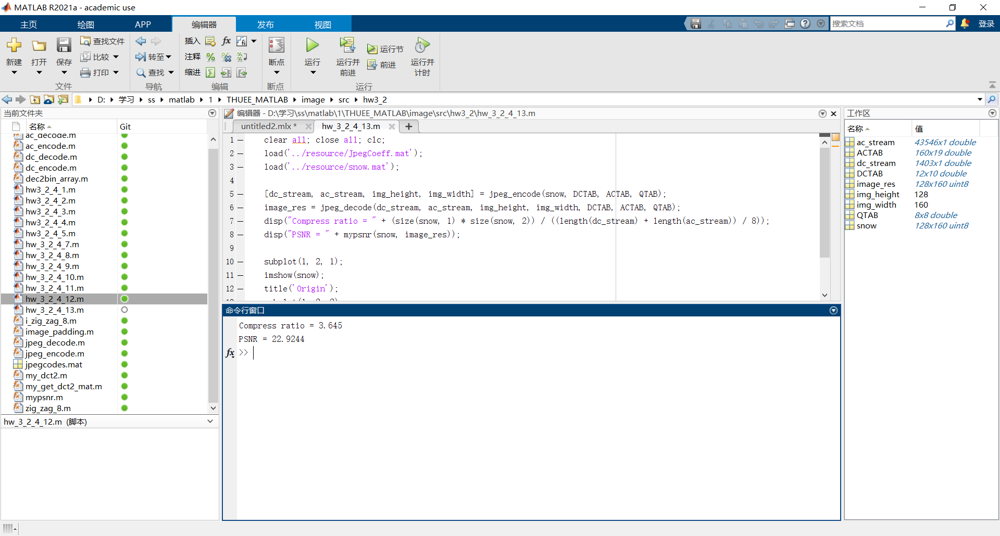 MATLAB R2021a - academic use
主页 绘图 APP 编辑器 发布 视图
搜索文档 登录
新建 打开 保存 查找文件 比较 打印 转至 查找 插入 fx 注释 缩进 断点 运行 运行并前进 运行节 前进 运行并计时
文件 导航 编辑 断点 运行
D: 学习 ss matlab 1 THUEE_MATLAB image src hw3_2
当前文件夹
名称 Git
ac_decode.m
ac_encode.m
dc_decode.m
dc_encode.m
dec2bin_array.m
hw3_2_4_1.m
hw3_2_4_2.m
hw3_2_4_3.m
hw3_2_4_4.m
hw3_2_4_5.m
hw_3_2_4_7.m
hw_3_2_4_8.m
hw_3_2_4_9.m
hw_3_2_4_10.m
hw_3_2_4_11.m
hw_3_2_4_12.m
hw_3_2_4_13.m
i_zig_zag_8.m
image_padding.m
jpeg_decode.m
jpeg_encode.m
jpegcodes.mat
my_dct2.m
my_get_dct2_mat.m
mypsnr.m
zig_zag_8.m
hw_3_2_4_12.m (脚本)
编辑器 - D:\学习\ss\matlab\1\THUEE_MATLAB\image\src\hw3_2\hw_3_2_4_13.m
untitled2.mlx * hw_3_2_4_13.m
1 clear all; close all; clc;
2 load('../resource/JpegCoeff.mat');
3 load('../resource/snow.mat');
4
5 [dc_stream, ac_stream, img_height, img_width] = jpeg_encode(snow, DCTAB, ACTAB, QTAB);
6 image_res = jpeg_decode(dc_stream, ac_stream, img_height, img_width, DCTAB, ACTAB, QTAB);
7 disp("Compress ratio = " + (size(snow, 1) * size(snow, 2)) / ((length(dc_stream) + length(ac_stream)) / 8));
8 disp("PSNR = " + mypsnr(snow, image_res));
9
10 subplot(1, 2, 1);
11 imshow(snow);
12 title('Origin');
命令行窗口
Compress ratio = 3.645
PSNR = 22.9244
fx >>
工作区
名称 值
ac_stream 43546x1 double
ACTAB 160x19 double
dc_stream 1403x1 double
DCTAB 12x10 double
image_res 128x160 uint8
img_height 128
img_width 160
QTAB 8x8 double
snow 128x160 uint8